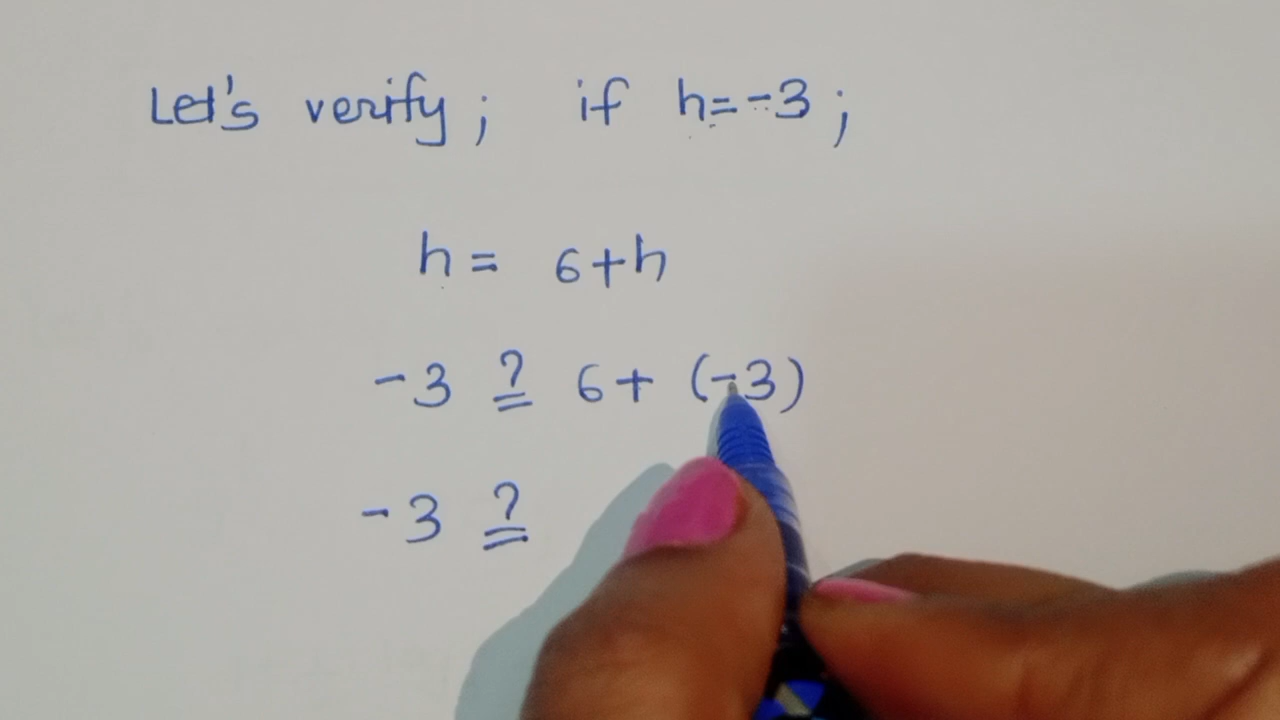 Let's verify; if h=-3;
h = 6+h
-3 ≟ 6+ (-3)
-3 ≟